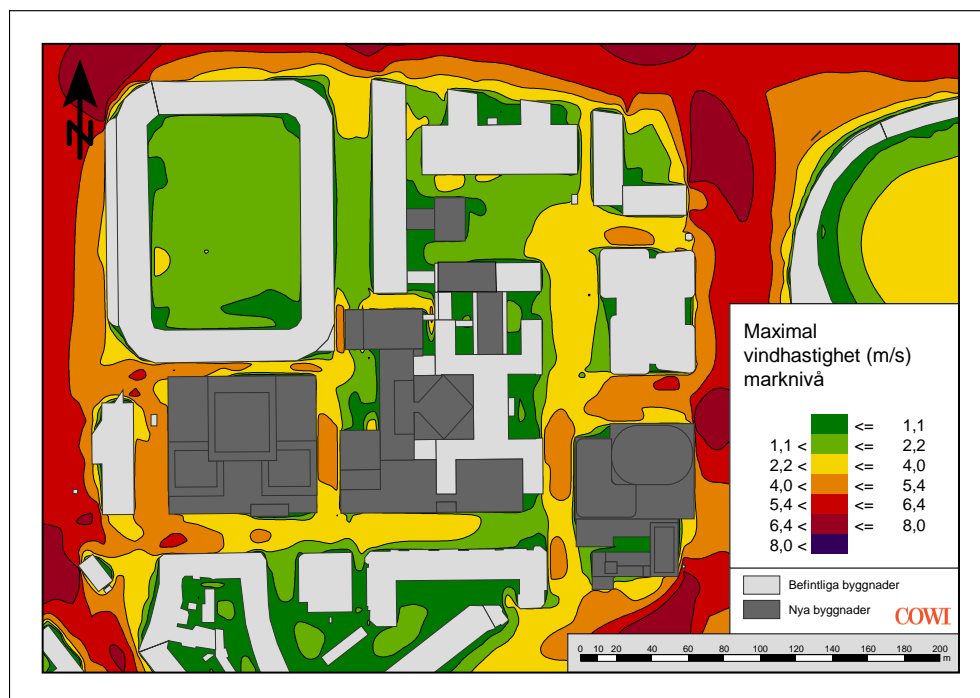 N
Maximal
vindhastighet (m/s)
marknivå
<= 1,1
1,1 < <= 2,2
2,2 < <= 4,0
4,0 < <= 5,4
5,4 < <= 6,4
6,4 < <= 8,0
8,0 <
Befintliga byggnader
Nya byggnader
COWI
0 10 20 40 60 80 100 120 140 160 180 200
m